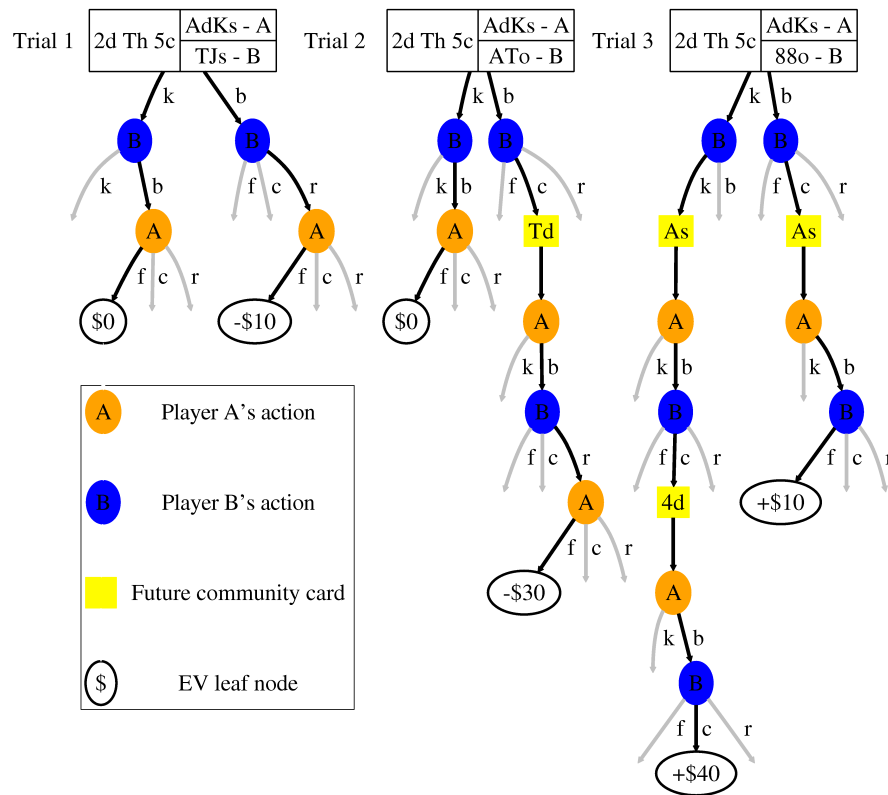 Trial 1
2d Th 5c
AdKs - A
TJs - B
Trial 2
2d Th 5c
AdKs - A
ATo - B
Trial 3
2d Th 5c
AdKs - A
88o - B
k b k b k b
B B B B B B
k b f c r k b f c r k b f c r
A A A Td As As
f c r f c r f c r
$0 -$10 $0 A A A
k b k b k b
B B B
f c r f c r f c r
A 4d +$10
f c r
-$30 A
k b
B
f c r
+$40
A Player A's action
B Player B's action
Future community card
$ EV leaf node